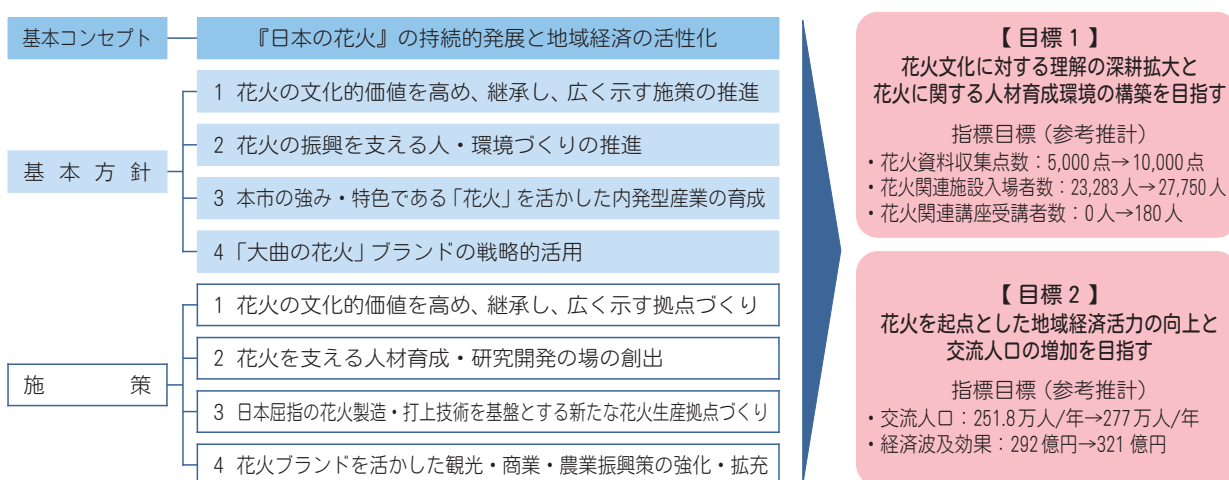 基本コンセプト
『日本の花火』の持続的発展と地域経済の活性化
基本方針
1 花火の文化的価値を高め、継承し、広く示す施策の推進
2 花火の振興を支える人・環境づくりの推進
3 本市の強み・特色である「花火」を活かした内発型産業の育成
4 「大曲の花火」ブランドの戦略的活用
施策
1 花火の文化的価値を高め、継承し、広く示す拠点づくり
2 花火を支える人材育成・研究開発の場の創出
3 日本屈指の花火製造・打上技術を基盤とする新たな花火生産拠点づくり
4 花火ブランドを活かした観光・商業・農業振興策の強化・拡充
【目標1】
花火文化に対する理解の深耕拡大と
花火に関する人材育成環境の構築を目指す
指標目標（参考推計）
・花火資料収集点数：5,000点→10,000点
・花火関連施設入場者数：23,283人→27,750人
・花火関連講座受講者数：0人→180人
【目標2】
花火を起点とした地域経済活力の向上と
交流人口の増加を目指す
指標目標（参考推計）
・交流人口：251.8万人/年→277万人/年
・経済波及効果：292億円→321億円